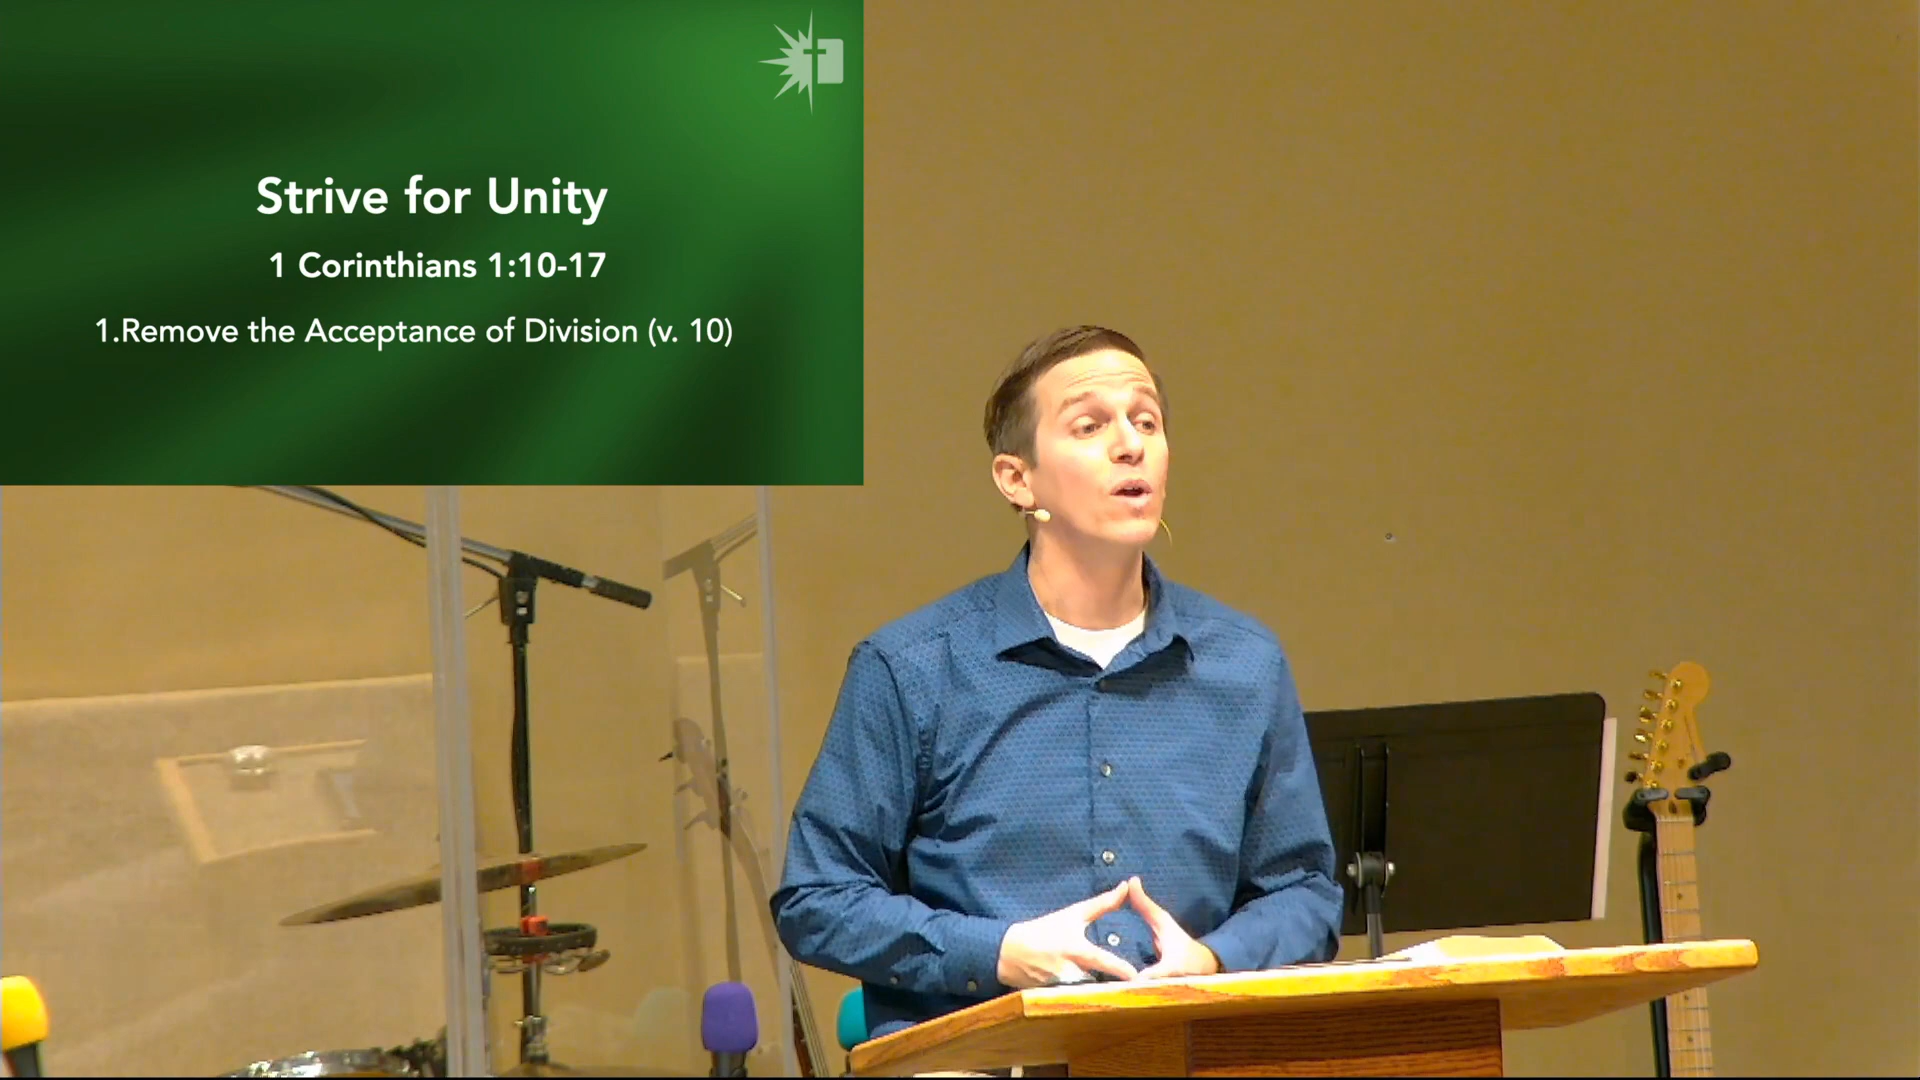 Strive for Unity
1 Corinthians 1:10-17
1.Remove the Acceptance of Division (v. 10)